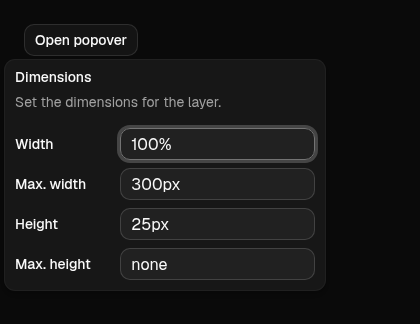 Open popover
Dimensions
Set the dimensions for the layer.
Width 100%
Max. width 300px
Height 25px
Max. height none